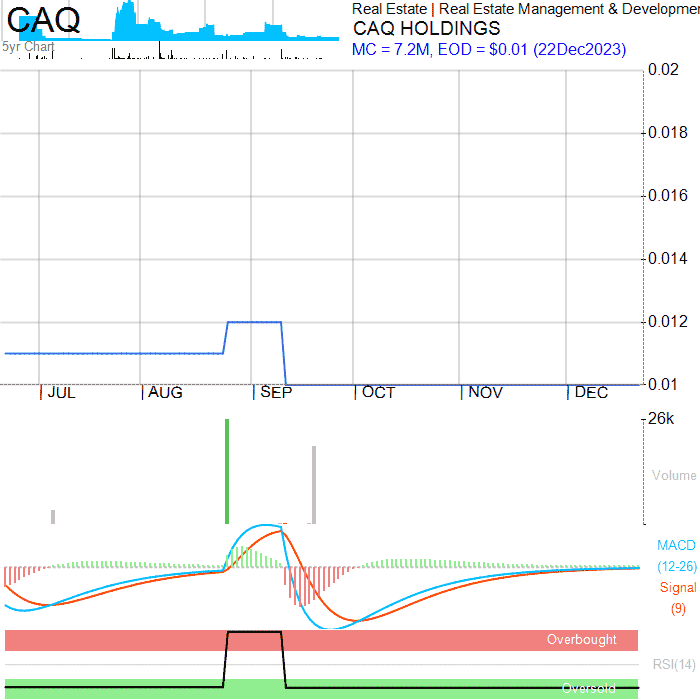 CAQ
5yr Chart
Real Estate | Real Estate Management & Developmen
CAQ HOLDINGS
MC = 7.2M, EOD = $0.01 (22Dec2023)
0.02
0.018
0.016
0.014
0.012
0.01
JUL AUG SEP OCT NOV DEC
26k
Volume
MACD
(12-26)
Signal
(9)
Overbought
RSI(14)
Oversold